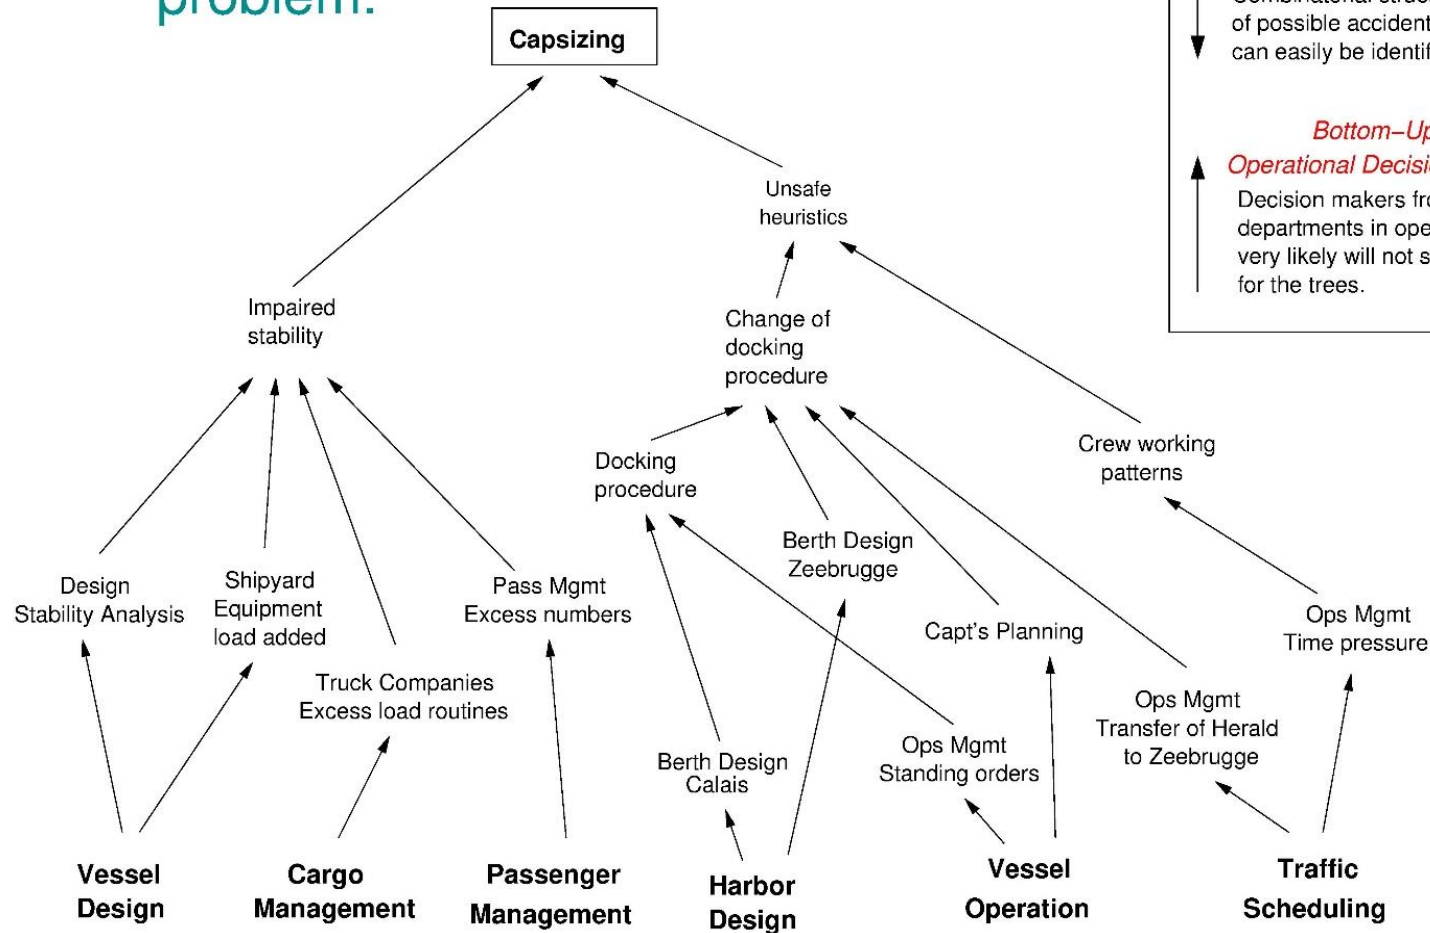 problem:
Capsizing
of possible accident
can easily be identif
Bottom–Up
Operational Decisi
Decision makers fro
departments in ope
very likely will not s
for the trees.
Unsafe
heuristics
Impaired
stability
Change of
docking
procedure
Crew working
patterns
Docking
procedure
Berth Design
Zeebrugge
Design
Stability Analysis
Shipyard
Equipment
load added
Pass Mgmt
Excess numbers
Capt's Planning
Ops Mgmt
Time pressure
Truck Companies
Excess load routines
Ops Mgmt
Transfer of Herald
to Zeebrugge
Berth Design
Calais
Ops Mgmt
Standing orders
Vessel
Design
Cargo
Management
Passenger
Management
Harbor
Design
Vessel
Operation
Traffic
Scheduling